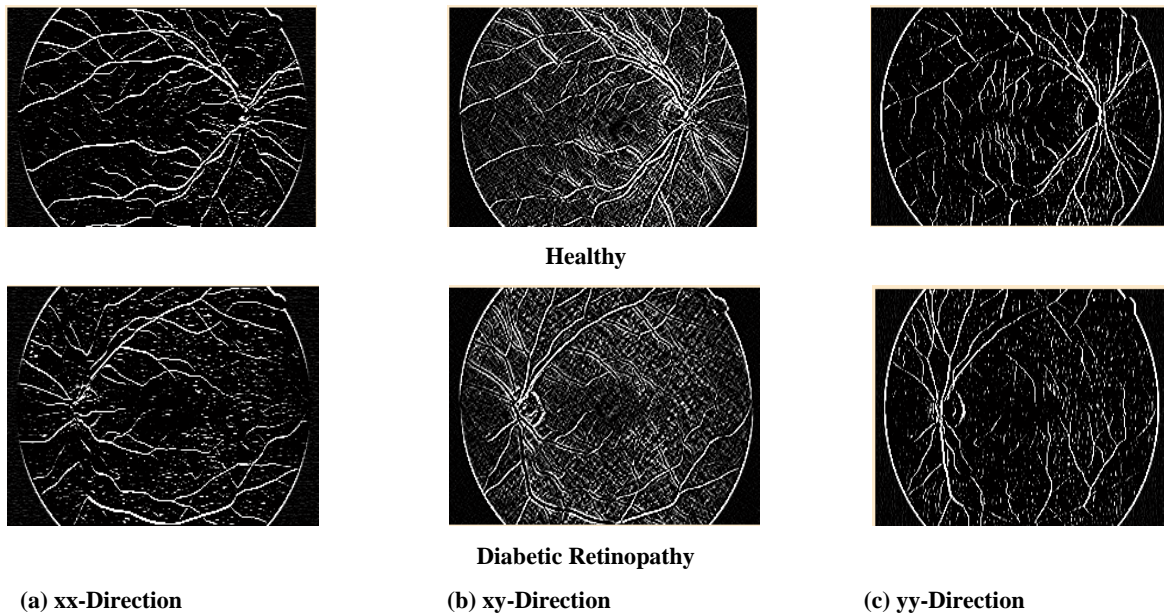 Healthy
Diabetic Retinopathy
(a) xx-Direction (b) xy-Direction (c) yy-Direction